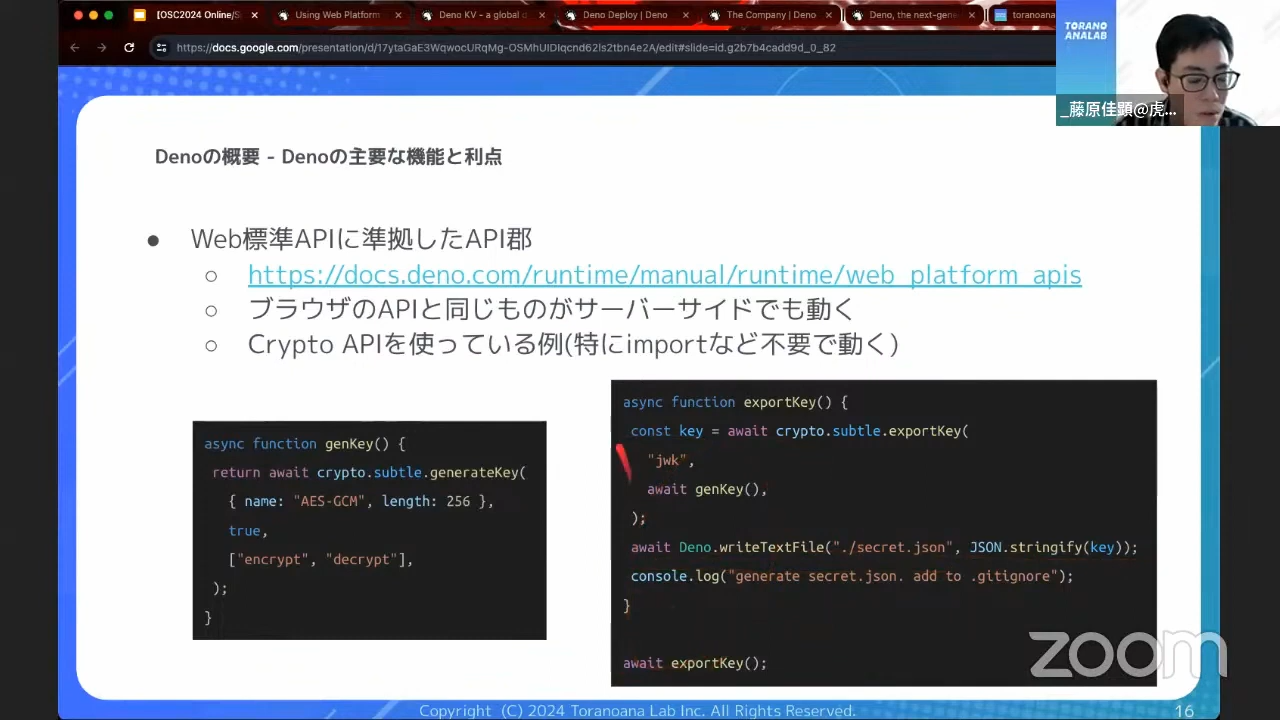 [OSC2024 Online/S
Using Web Platform
Deno KV - a global d
Deno Deploy | Deno
The Company | Deno
Deno, the next-gene
toranoana
https://docs.google.com/presentation/d/17ytaGaE3WqwocURqMg-OSMhUIDIqcnd62Is2tbn4e2A/edit#slide=id.g2b7b4cadd9d_0_82
TORANO
ANALAB
_藤原佳顕@虎...
Denoの概要 - Denoの主要な機能と利点
● Web標準APIに準拠したAPI郡
○ https://docs.deno.com/runtime/manual/runtime/web_platform_apis
○ ブラウザのAPIと同じものがサーバーサイドでも動く
○ Crypto APIを使っている例(特にimportなど不要で動く)
async function genKey() {
return await crypto.subtle.generateKey(
{ name: "AES-GCM", length: 256 },
true,
["encrypt", "decrypt"],
);
}
async function exportKey() {
const key = await crypto.subtle.exportKey(
"jwk",
await genKey(),
);
await Deno.writeTextFile("./secret.json", JSON.stringify(key));
console.log("generate secret.json. add to .gitignore");
}
await exportKey();
zoom
Copyright (C) 2024 Toranoana Lab Inc. All Rights Reserved.
16